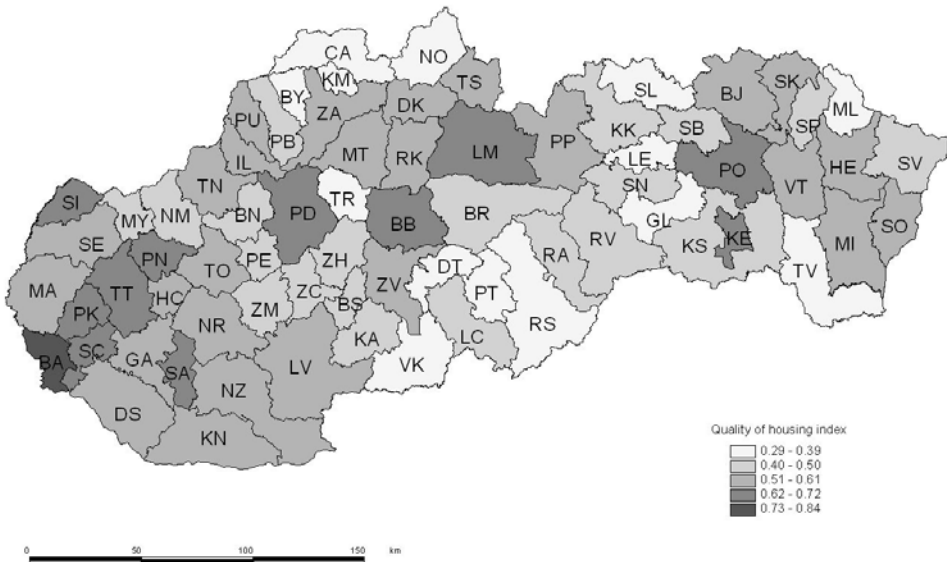 CA
NO
KM
TS
BY
ZA
DK
SL
BJ
SK
ML
PU
PB
KK
SB
SP
MT
RK
LM
PP
LE
PO
HE
SV
IL
TN
SN
VT
SI
MY
NM
BN
PD
TR
BB
BR
GL
SO
SE
PN
TO
PE
ZH
DT
RA
RV
KS
KE
MI
TV
MA
TT
HC
ZM
ZC
BS
ZV
PT
PK
NR
KA
LC
RS
BA
SC
GA
SA
NZ
LV
VK
DS
KN
Quality of housing index
0.29 - 0.39
0.40 - 0.50
0.51 - 0.61
0.62 - 0.72
0.73 - 0.84
0 50 100 150 km